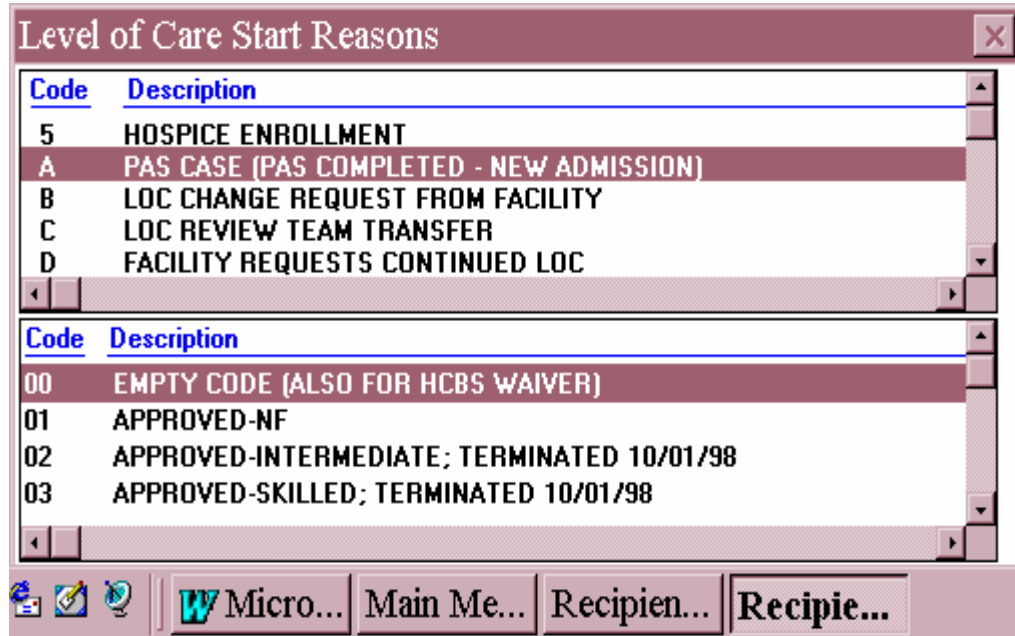 Level of Care Start Reasons
Code Description
5 HOSPICE ENROLLMENT
A PAS CASE (PAS COMPLETED - NEW ADMISSION)
B LOC CHANGE REQUEST FROM FACILITY
C LOC REVIEW TEAM TRANSFER
D FACILITY REQUESTS CONTINUED LOC
Code Description
00 EMPTY CODE (ALSO FOR HCBS WAIVER)
01 APPROVED-NF
02 APPROVED-INTERMEDIATE; TERMINATED 10/01/98
03 APPROVED-SKILLED; TERMINATED 10/01/98
W Micro... Main Me... Recipien... Recipie...